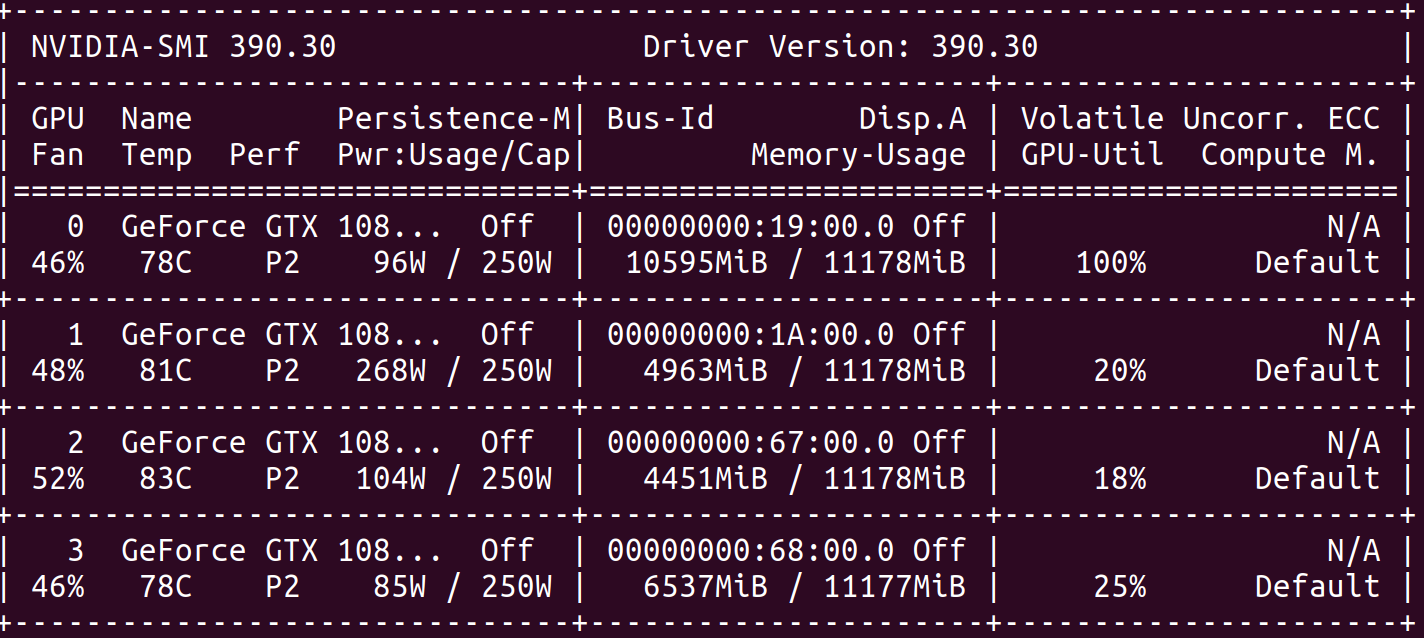 +-----------------------------------------------------------------------------+
| NVIDIA-SMI 390.30                 Driver Version: 390.30                    |
|-------------------------------+----------------------+----------------------+
| GPU  Name        Persistence-M| Bus-Id        Disp.A | Volatile Uncorr. ECC |
| Fan  Temp  Perf  Pwr:Usage/Cap|         Memory-Usage | GPU-Util  Compute M. |
|===============================+======================+======================|
|   0  GeForce GTX 108...  Off  | 00000000:19:00.0 Off |                  N/A |
| 46%   78C    P2    96W / 250W |  10595MiB / 11178MiB |    100%      Default |
+-------------------------------+----------------------+----------------------+
|   1  GeForce GTX 108...  Off  | 00000000:1A:00.0 Off |                  N/A |
| 48%   81C    P2   268W / 250W |   4963MiB / 11178MiB |     20%      Default |
+-------------------------------+----------------------+----------------------+
|   2  GeForce GTX 108...  Off  | 00000000:67:00.0 Off |                  N/A |
| 52%   83C    P2   104W / 250W |   4451MiB / 11178MiB |     18%      Default |
+-------------------------------+----------------------+----------------------+
|   3  GeForce GTX 108...  Off  | 00000000:68:00.0 Off |                  N/A |
| 46%   78C    P2    85W / 250W |   6537MiB / 11177MiB |     25%      Default |
+-------------------------------+----------------------+----------------------+